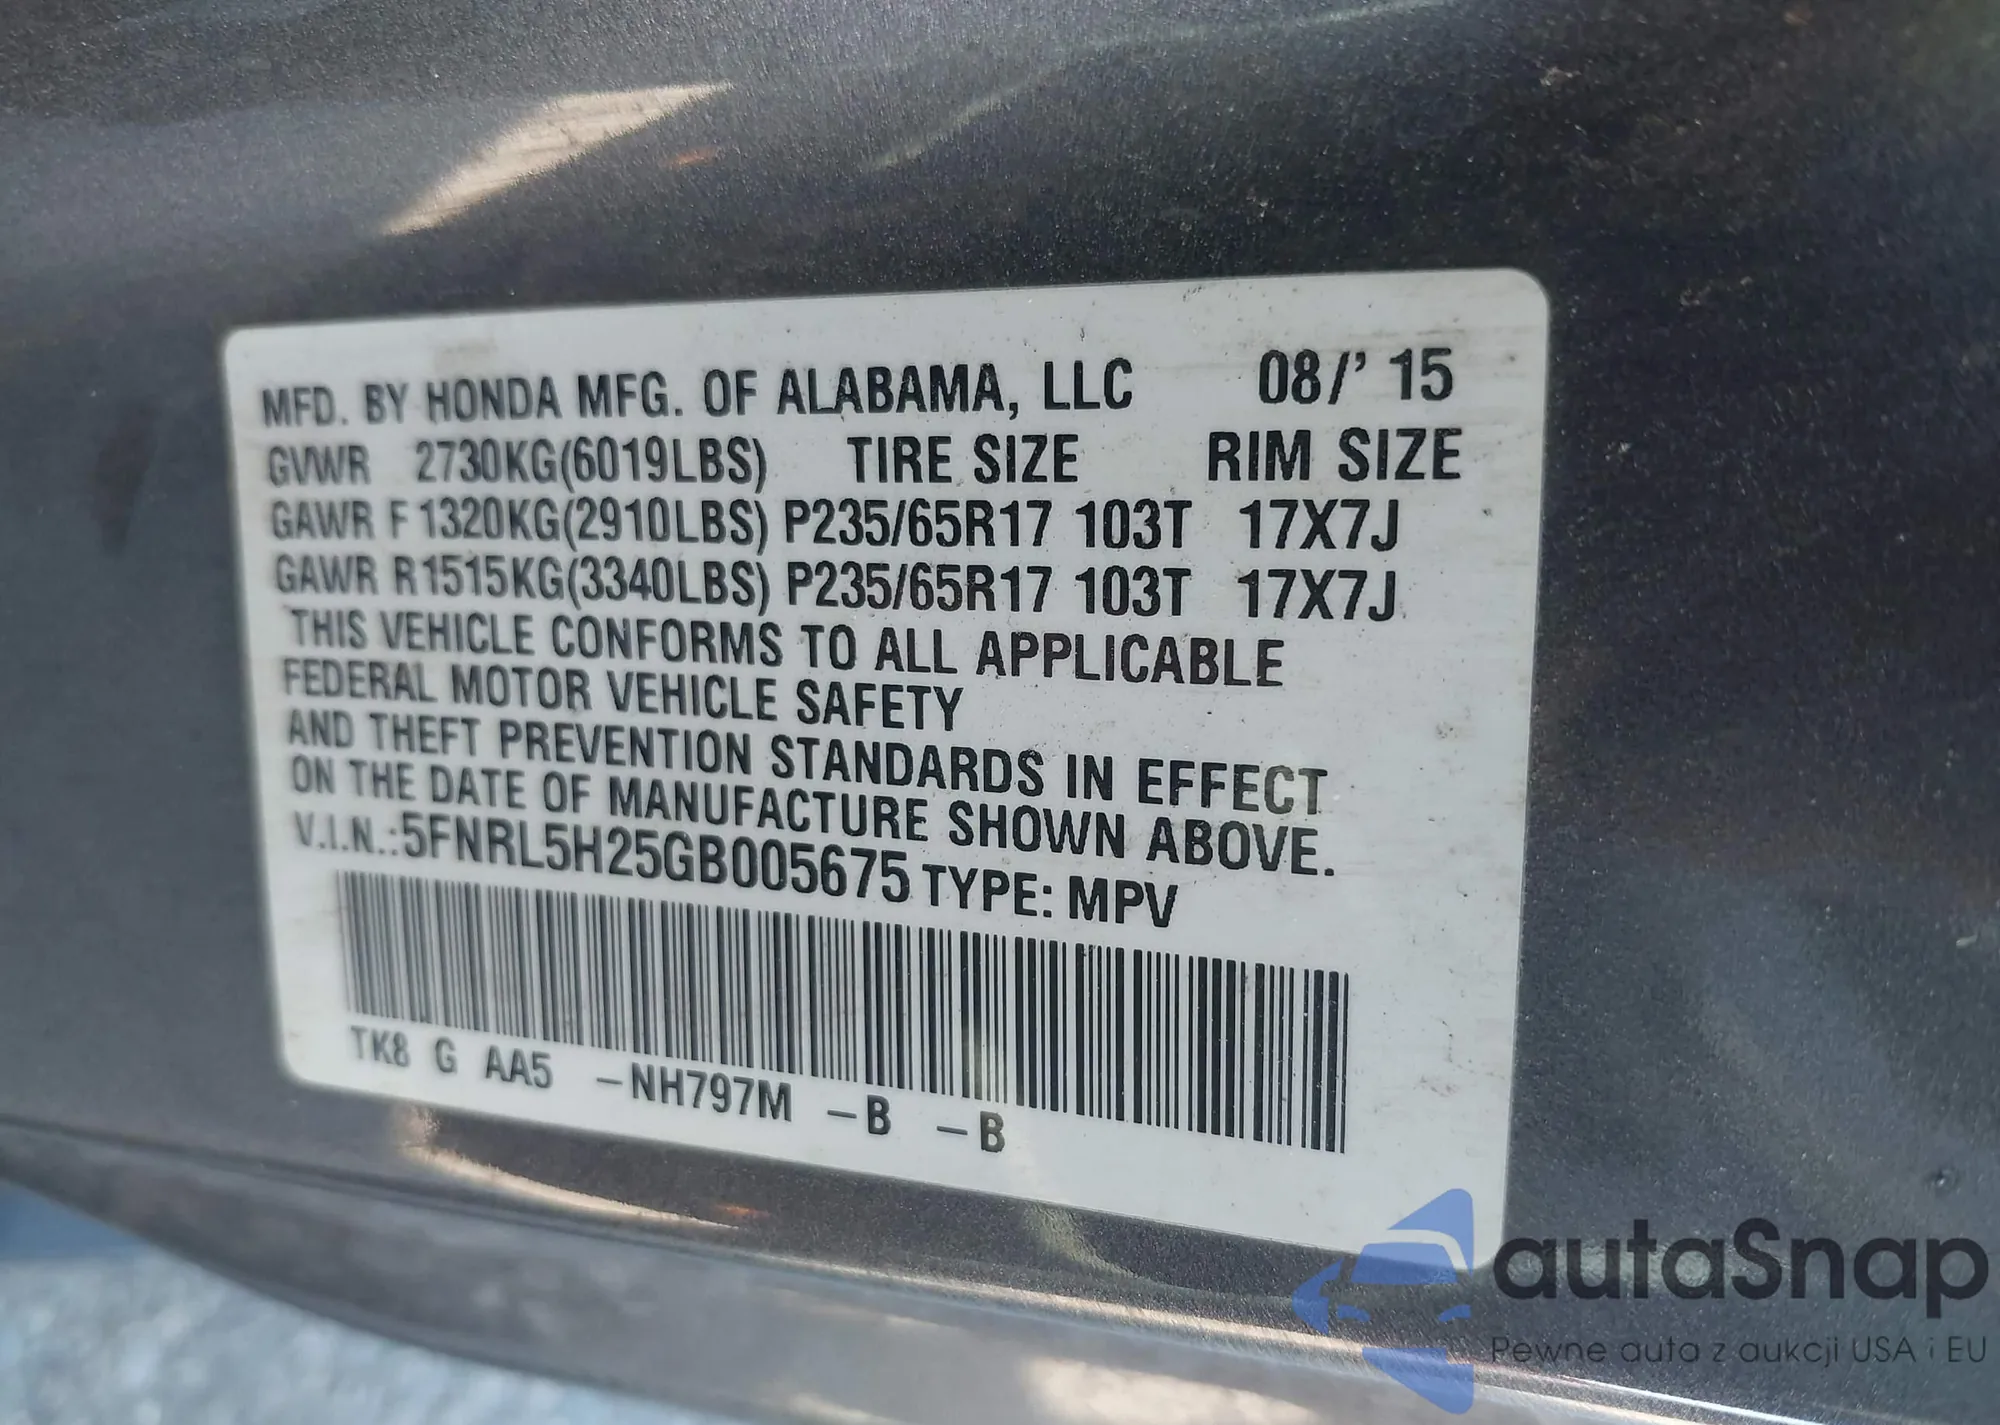 MFD. BY HONDA MFG. OF ALABAMA, LLC 08/' 15
GVWR 2730KG(6019LBS) TIRE SIZE RIM SIZE
GAWR F 1320KG(2910LBS) P235/65R17 103T 17X7J
GAWR R1515KG(3340LBS) P235/65R17 103T 17X7J
THIS VEHICLE CONFORMS TO ALL APPLICABLE
FEDERAL MOTOR VEHICLE SAFETY
AND THEFT PREVENTION STANDARDS IN EFFECT
ON THE DATE OF MANUFACTURE SHOWN ABOVE.
V.I.N.:5FNRL5H25GB005675 TYPE: MPV
TK8 G AA5 -NH797M -B -B
autaSnap
Pewne auta z aukcji USA i EU